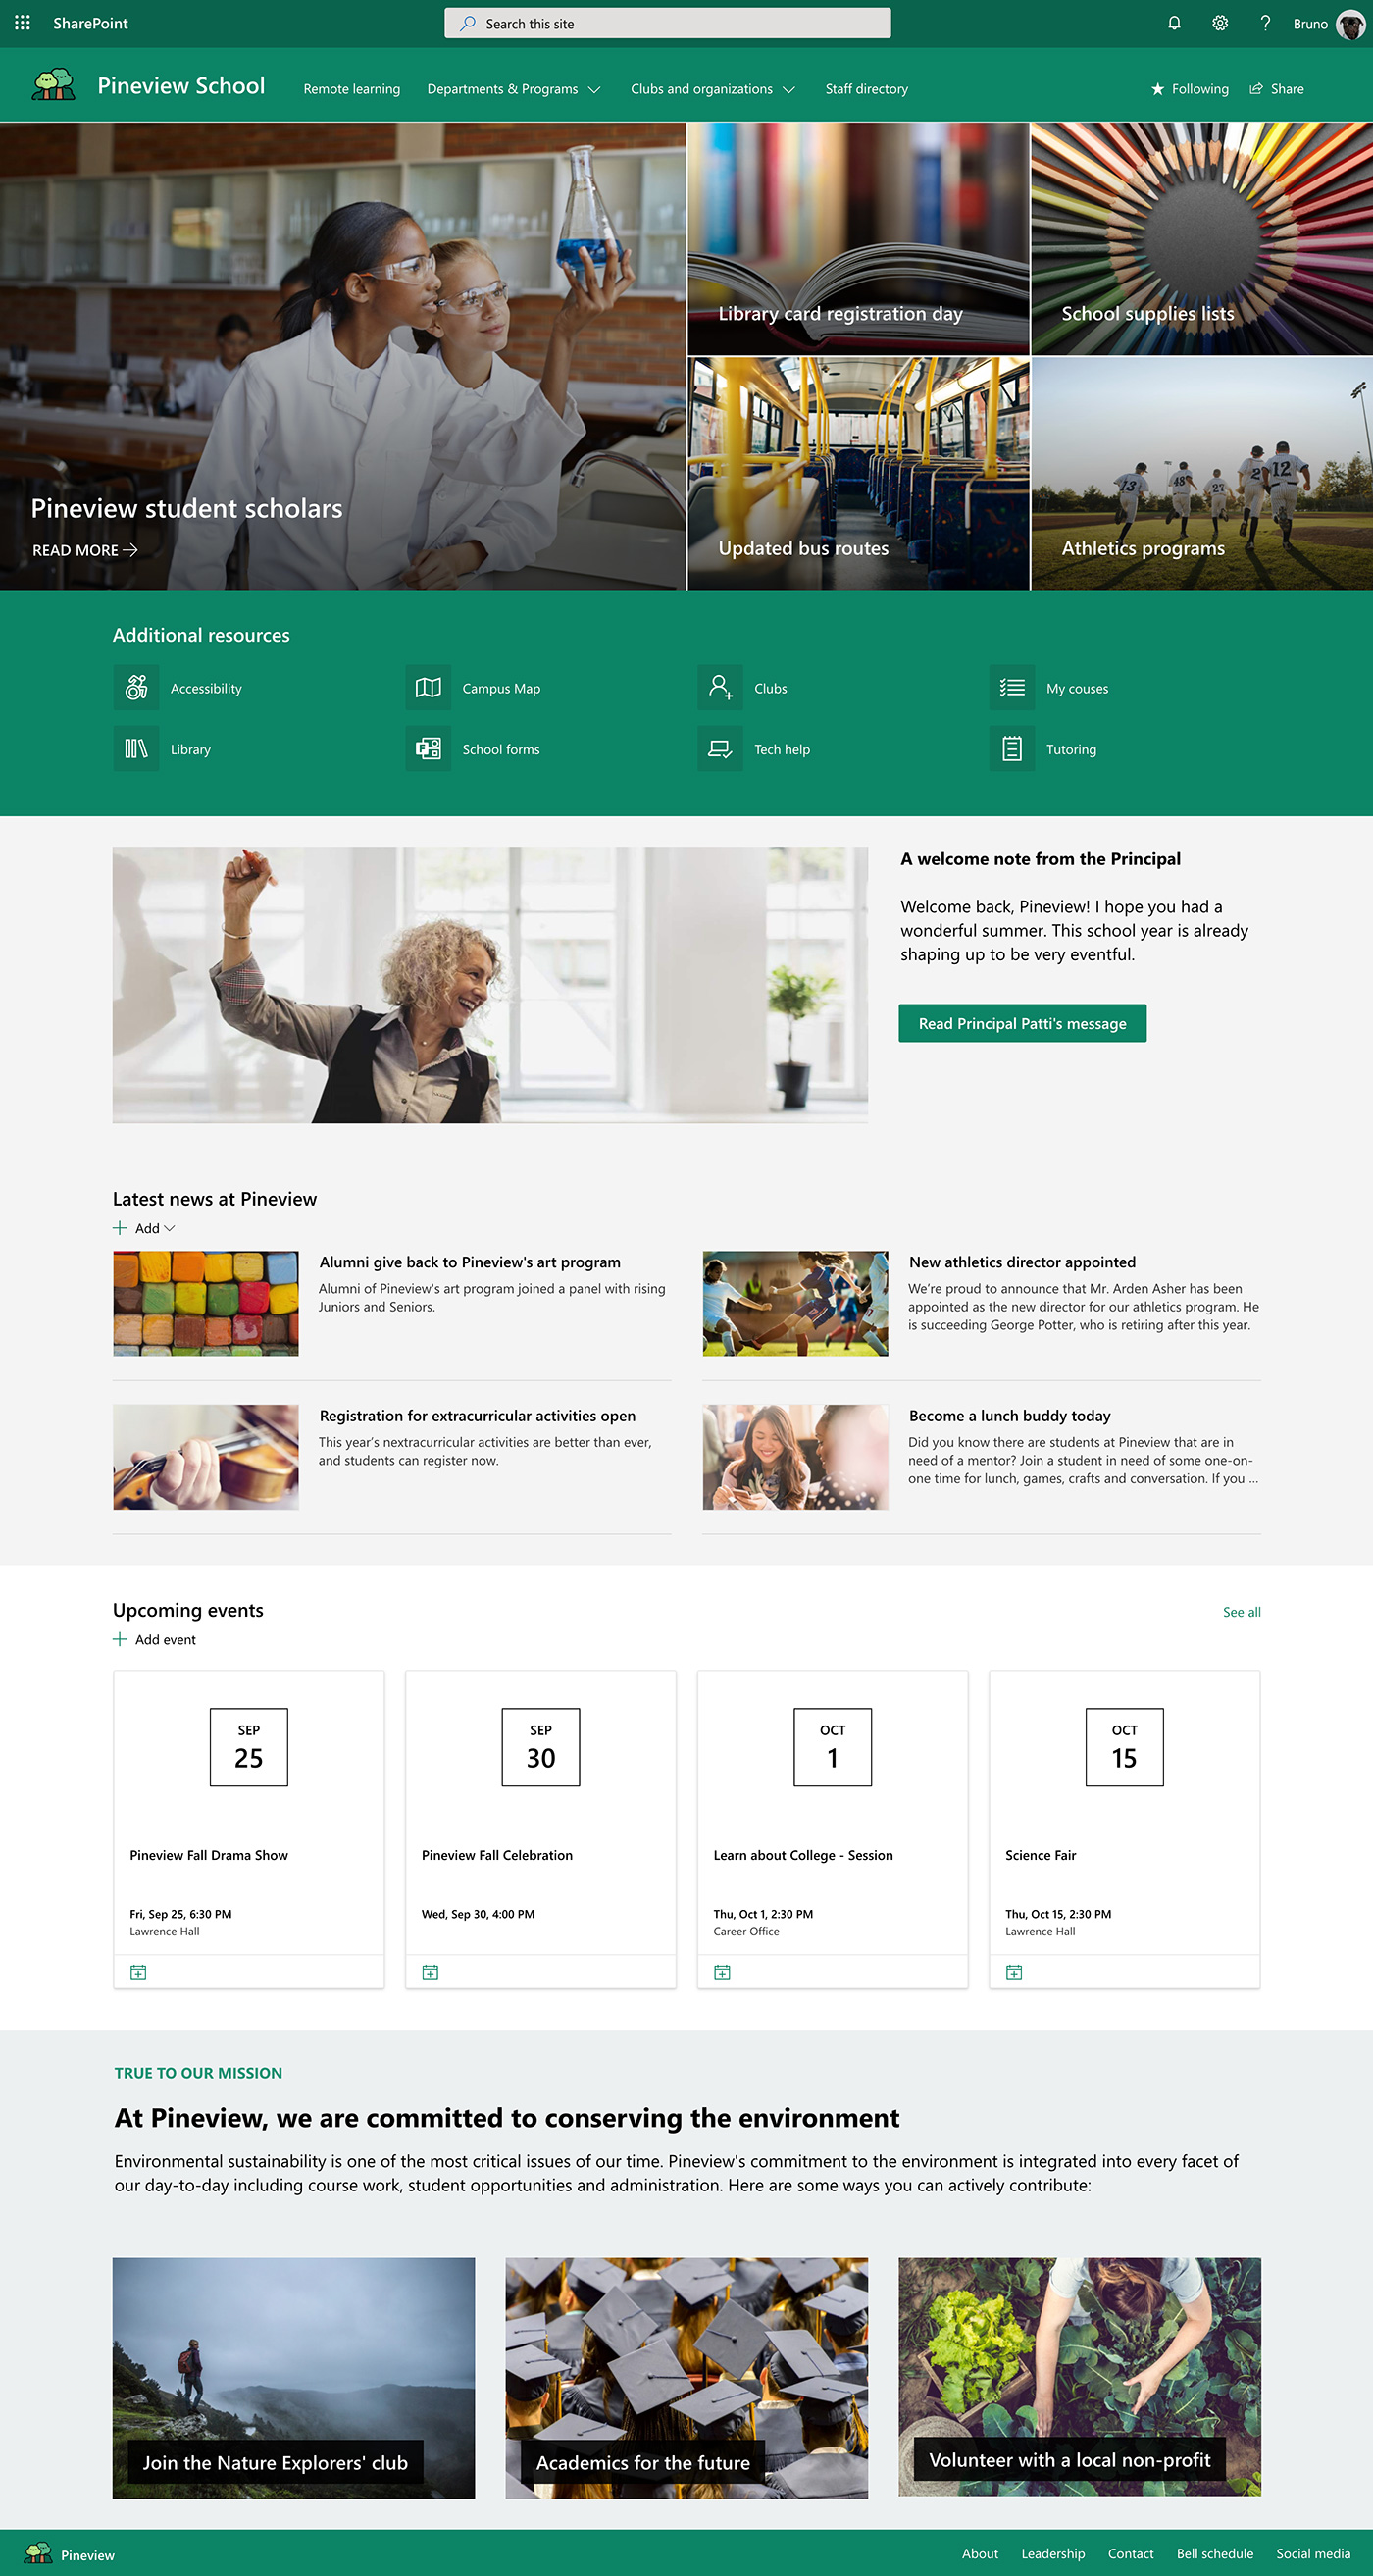 SharePoint
Search this site
Bruno
Pineview School
Remote learning
Departments & Programs
Clubs and organizations
Staff directory
Following
Share
Pineview student scholars
READ MORE
Library card registration day
School supplies lists
Updated bus routes
Athletics programs
13
48
27
2
12
Additional resources
Accessibility
Campus Map
Clubs
My couses
Library
School forms
Tech help
Tutoring
A welcome note from the Principal
Welcome back, Pineview! I hope you had a
wonderful summer. This school year is already
shaping up to be very eventful.
Read Principal Patti's message
Latest news at Pineview
Add
Alumni give back to Pineview's art program
Alumni of Pineview's art program joined a panel with rising
Juniors and Seniors.
New athletics director appointed
We're proud to announce that Mr. Arden Asher has been
appointed as the new director for our athletics program. He
is succeeding George Potter, who is retiring after this year.
Registration for extracurricular activities open
This year's nextracurricular activities are better than ever,
and students can register now.
Become a lunch buddy today
Did you know there are students at Pineview that are in
need of a mentor? Join a student in need of some one-on-
one time for lunch, games, crafts and conversation. If you ...
Upcoming events
See all
Add event
SEP
25
Pineview Fall Drama Show
Fri, Sep 25, 6:30 PM
Lawrence Hall
SEP
30
Pineview Fall Celebration
Wed, Sep 30, 4:00 PM
OCT
1
Learn about College - Session
Thu, Oct 1, 2:30 PM
Career Office
OCT
15
Science Fair
Thu, Oct 15, 2:30 PM
Lawrence Hall
TRUE TO OUR MISSION
At Pineview, we are committed to conserving the environment
Environmental sustainability is one of the most critical issues of our time. Pineview's commitment to the environment is integrated into every facet of
our day-to-day including course work, student opportunities and administration. Here are some ways you can actively contribute:
Join the Nature Explorers' club
Academics for the future
Volunteer with a local non-profit
Pineview
About
Leadership
Contact
Bell schedule
Social media